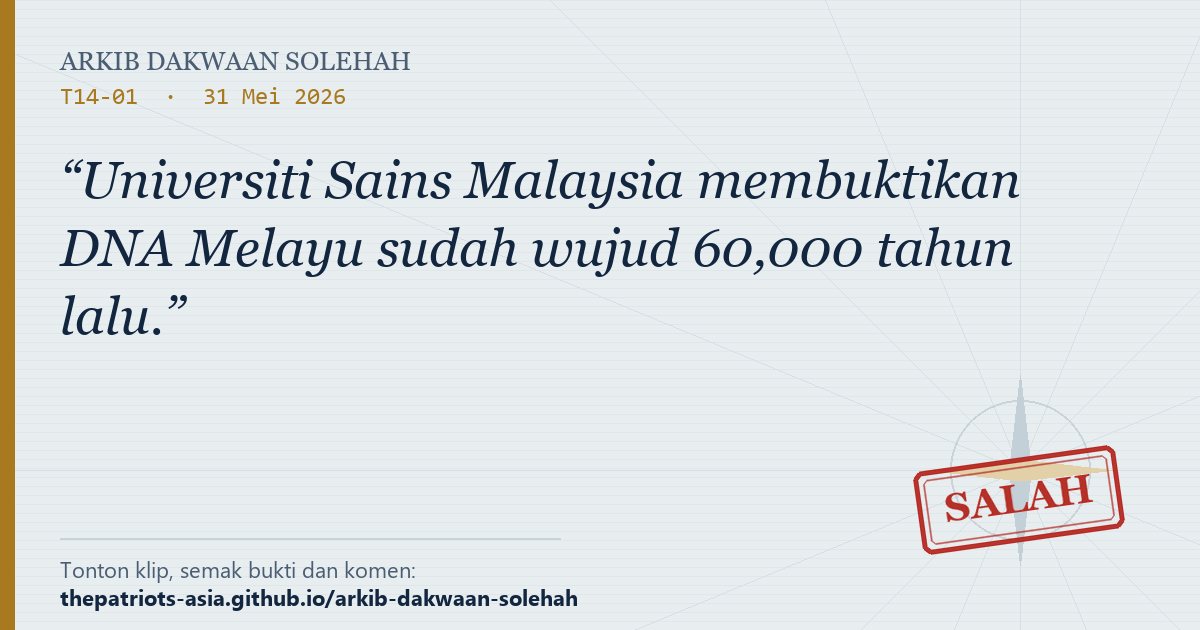 ARKIB DAKWAAN SOLEHAH
T14-01 · 31 Mei 2026
“Universiti Sains Malaysia membuktikan
DNA Melayu sudah wujud 60,000 tahun
lalu.”
SALAH
Tonton klip, semak bukti dan komen:
thepatriots-asia.github.io/arkib-dakwaan-solehah